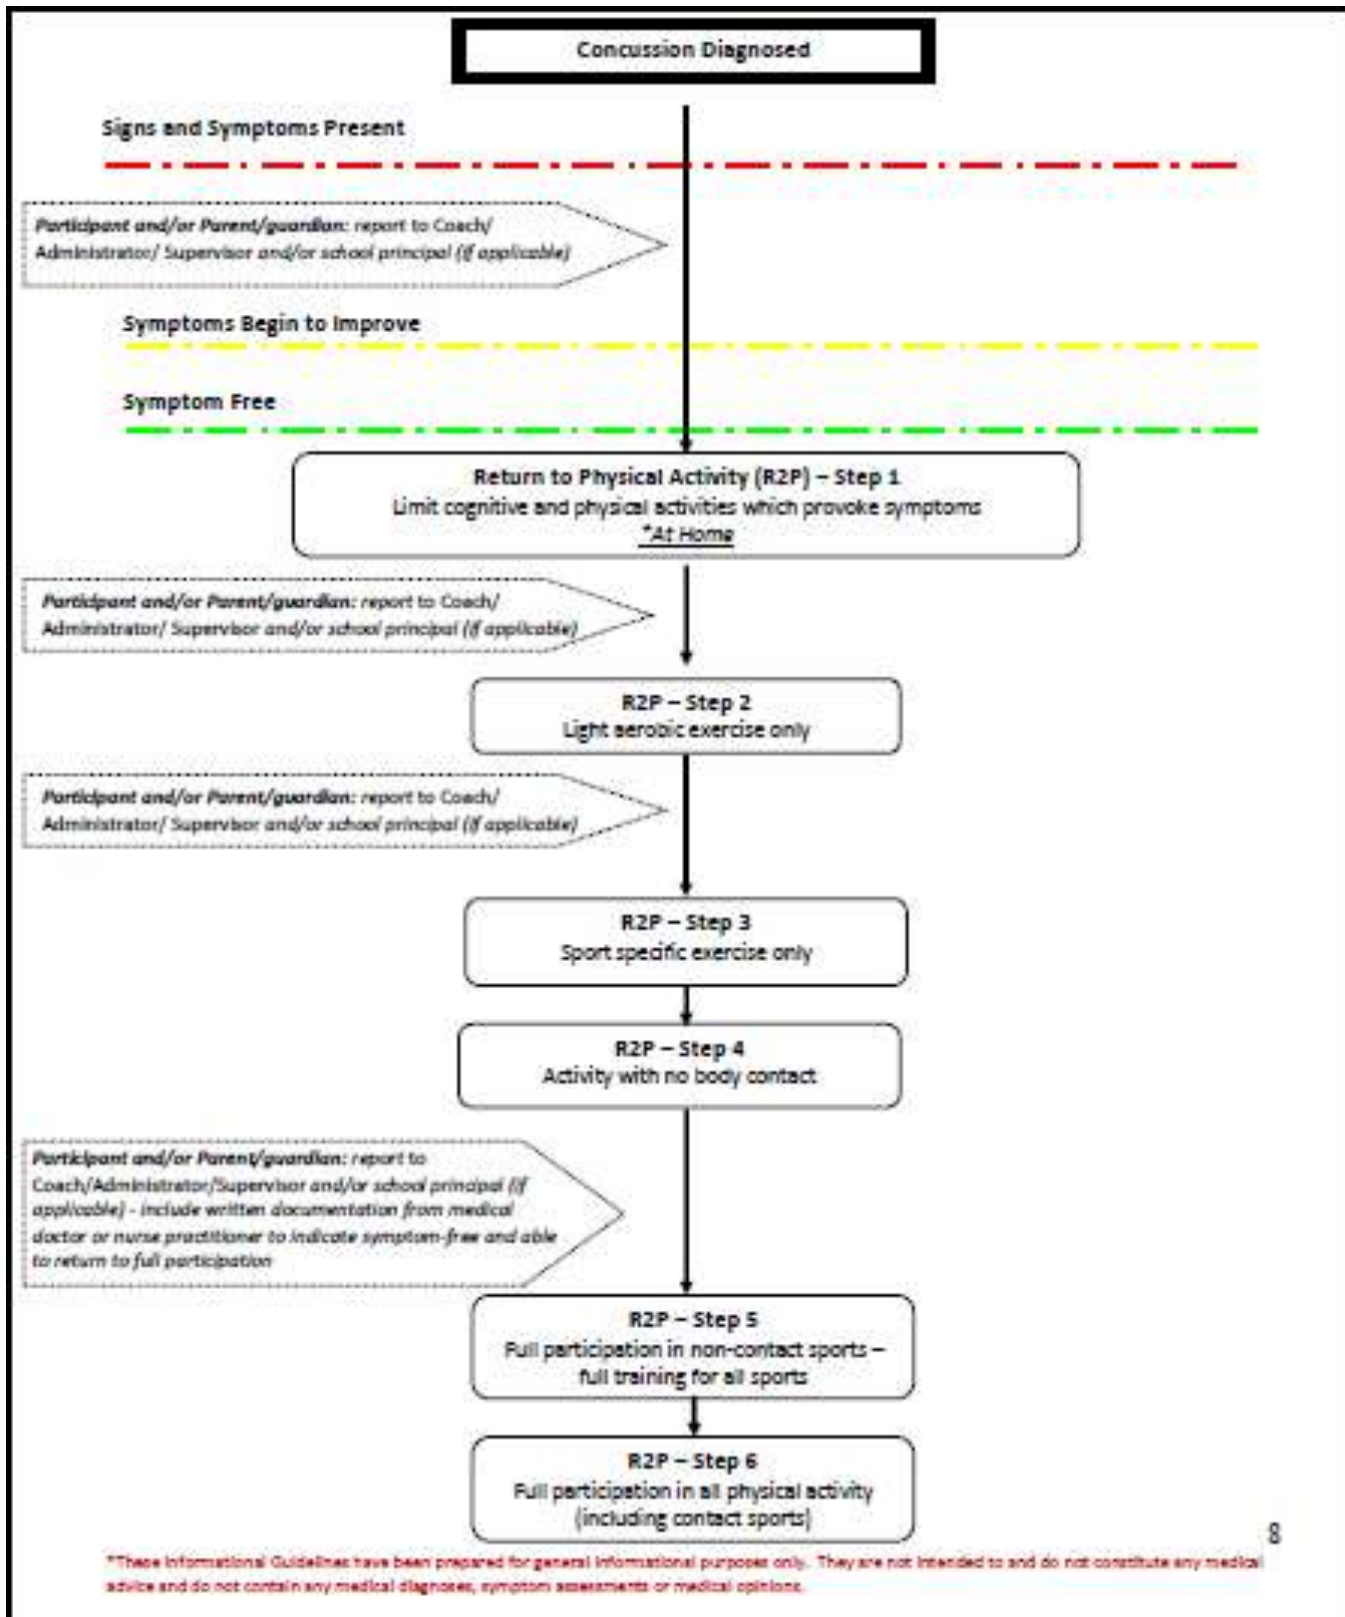 Concussion Diagnosed
Signs and Symptoms Present
Participant and/or Parent/guardian: report to Coach/
Administrator/ Supervisor and/or school principal (if applicable)
Symptoms Begin to Improve
Symptom Free
Return to Physical Activity (R2P) – Step 1
Limit cognitive and physical activities which provoke symptoms
*At Home
Participant and/or Parent/guardian: report to Coach/
Administrator/ Supervisor and/or school principal (if applicable)
R2P – Step 2
Light aerobic exercise only
Participant and/or Parent/guardian: report to Coach/
Administrator/ Supervisor and/or school principal (if applicable)
R2P – Step 3
Sport specific exercise only
R2P – Step 4
Activity with no body contact
Participant and/or Parent/guardian: report to
Coach/Administrator/Supervisor and/or school principal (if
applicable) - include written documentation from medical
doctor or nurse practitioner to indicate symptom-free and able
to return to full participation
R2P – Step 5
Full participation in non-contact sports –
full training for all sports
R2P – Step 6
Full participation in all physical activity
(including contact sports)
8
*These Informational Guidelines have been prepared for general informational purposes only. They are not intended to and do not constitute any medical
advice and do not contain any medical diagnoses, symptom assessments or medical opinions.